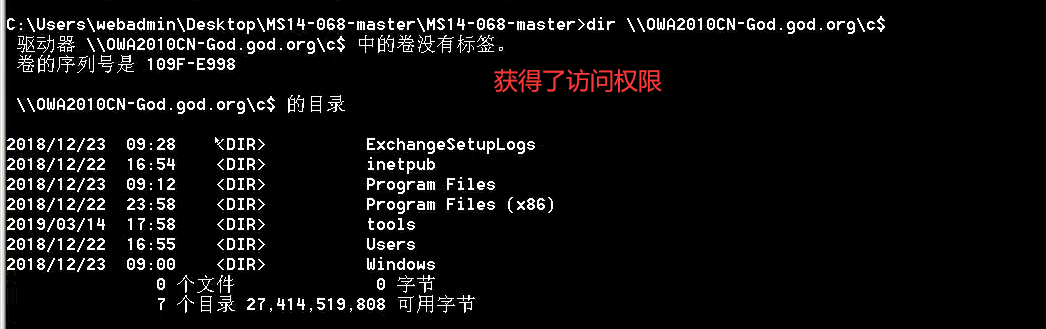 C:\Users\webadmin\Desktop\MS14-068-master\MS14-068-master>dir \\OWA2010CN-God.god.org\c$
驱动器 \\OWA2010CN-God.god.org\c$ 中的卷没有标签。
卷的序列号是 109F-E998
获得了访问权限
\\OWA2010CN-God.god.org\c$ 的目录
2018/12/23  09:28    <DIR>          ExchangeSetupLogs
2018/12/22  16:54    <DIR>          inetpub
2018/12/23  09:12    <DIR>          Program Files
2018/12/22  23:58    <DIR>          Program Files (x86)
2019/03/14  17:58    <DIR>          tools
2018/12/22  16:55    <DIR>          Users
2018/12/23  09:00    <DIR>          Windows
0 个文件              0 字节
7 个目录 27,414,519,808 可用字节